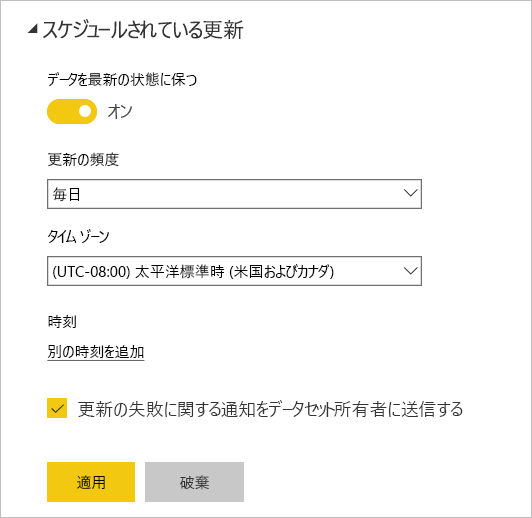 スケジュールされている更新
データを最新の状態に保つ
オン
更新の頻度
毎日
タイム ゾーン
(UTC-08:00) 太平洋標準時 (米国およびカナダ)
時刻
別の時刻を追加
更新の失敗に関する通知をデータセット所有者に送信する
適用
破棄